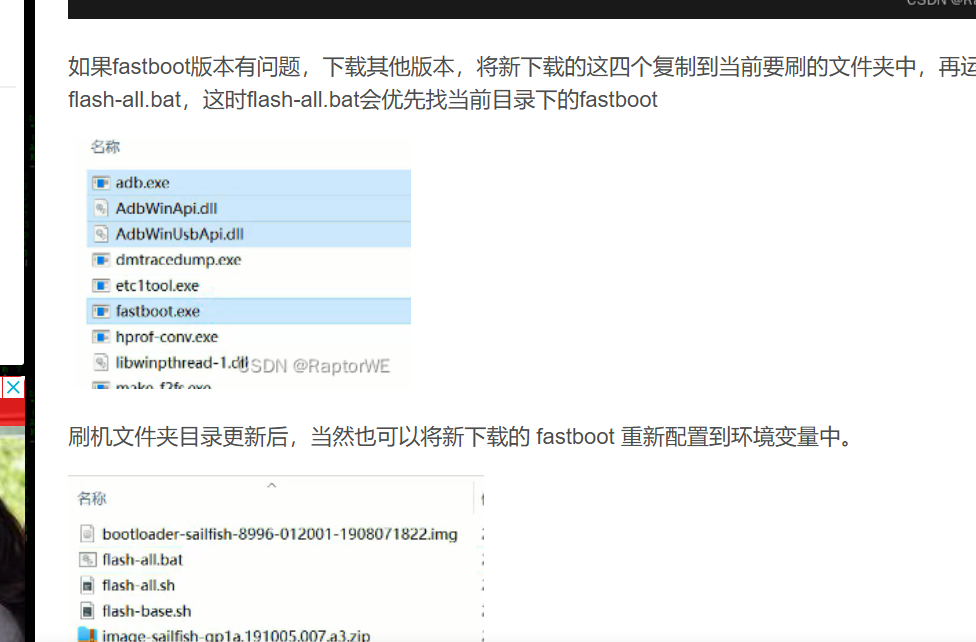 如果fastboot版本有问题，下载其他版本，将新下载的这四个复制到当前要刷的文件夹中，再运
flash-all.bat，这时flash-all.bat会优先找当前目录下的fastboot
名称
adb.exe
AdbWinApi.dll
AdbWinUsbApi.dll
dmtracedump.exe
etc1tool.exe
fastboot.exe
hprof-conv.exe
libwinpthread-1.dll
CSDN @RaptorWE
make_f2fs.exe
刷机文件夹目录更新后，当然也可以将新下载的 fastboot 重新配置到环境变量中。
名称
bootloader-sailfish-8996-012001-1908071822.img
flash-all.bat
flash-all.sh
flash-base.sh
image-sailfish-qp1a.191005.007.a3.zip